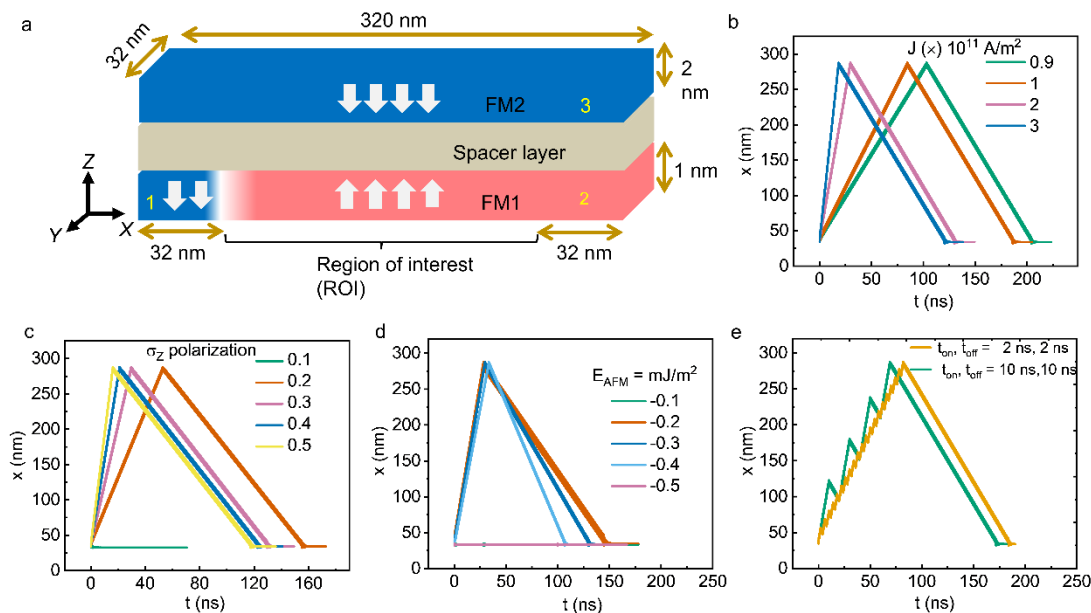 a
320 nm
32 nm
2
nm
FM2
3
Spacer layer
1 nm
1
FM1
2
Z
Y
X
32 nm
32 nm
Region of interest
(ROI)
b
J (×) 10¹¹ A/m²
0.9
1
2
3
300
250
200
150
100
50
0
x (nm)
0 50 100 150 200
t (ns)
c
σZ polarization
0.1
0.2
0.3
0.4
0.5
300
250
200
150
100
50
0
x (nm)
0 40 80 120 160
t (ns)
d
E_AFM = mJ/m²
-0.1
-0.2
-0.3
-0.4
-0.5
300
250
200
150
100
50
0
x (nm)
0 50 100 150 200 250
t (ns)
e
t_on, t_off = 2 ns, 2 ns
t_on, t_off = 10 ns,10 ns
300
250
200
150
100
50
0
x (nm)
0 50 100 150 200 250
t (ns)